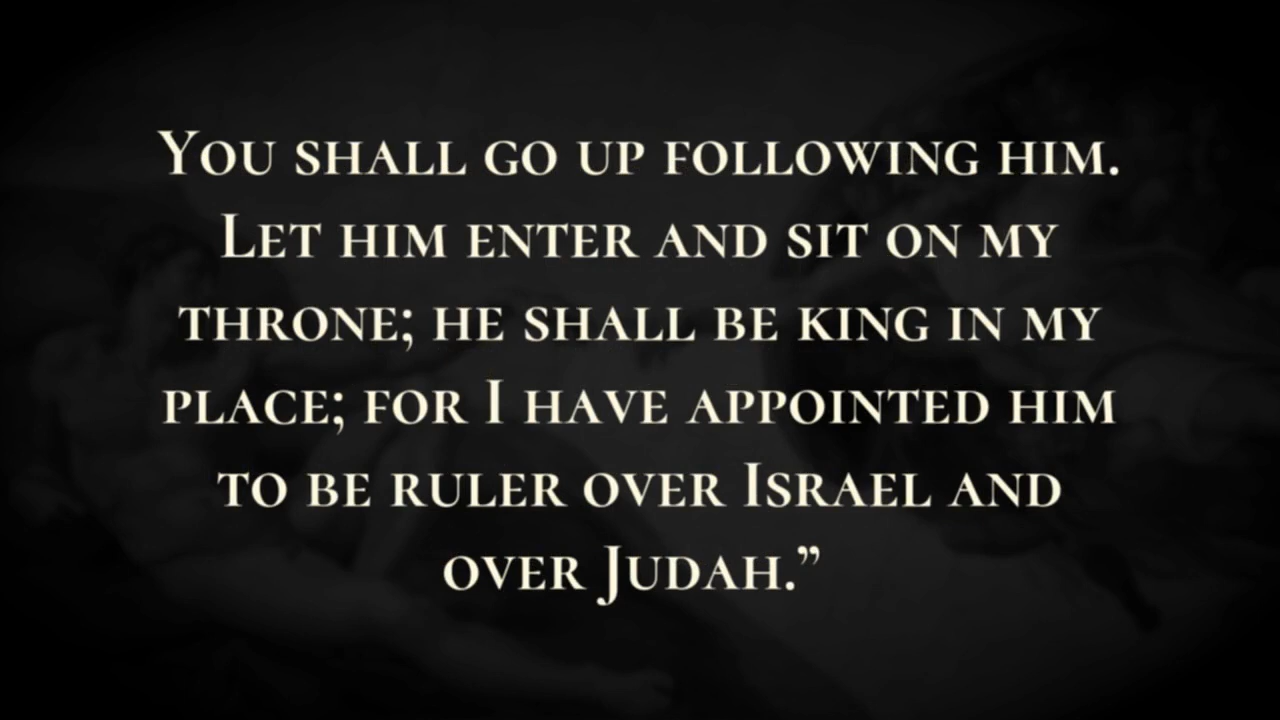 You shall go up following him.
Let him enter and sit on my
throne; he shall be king in my
place; for I have appointed him
to be ruler over Israel and
over Judah.”